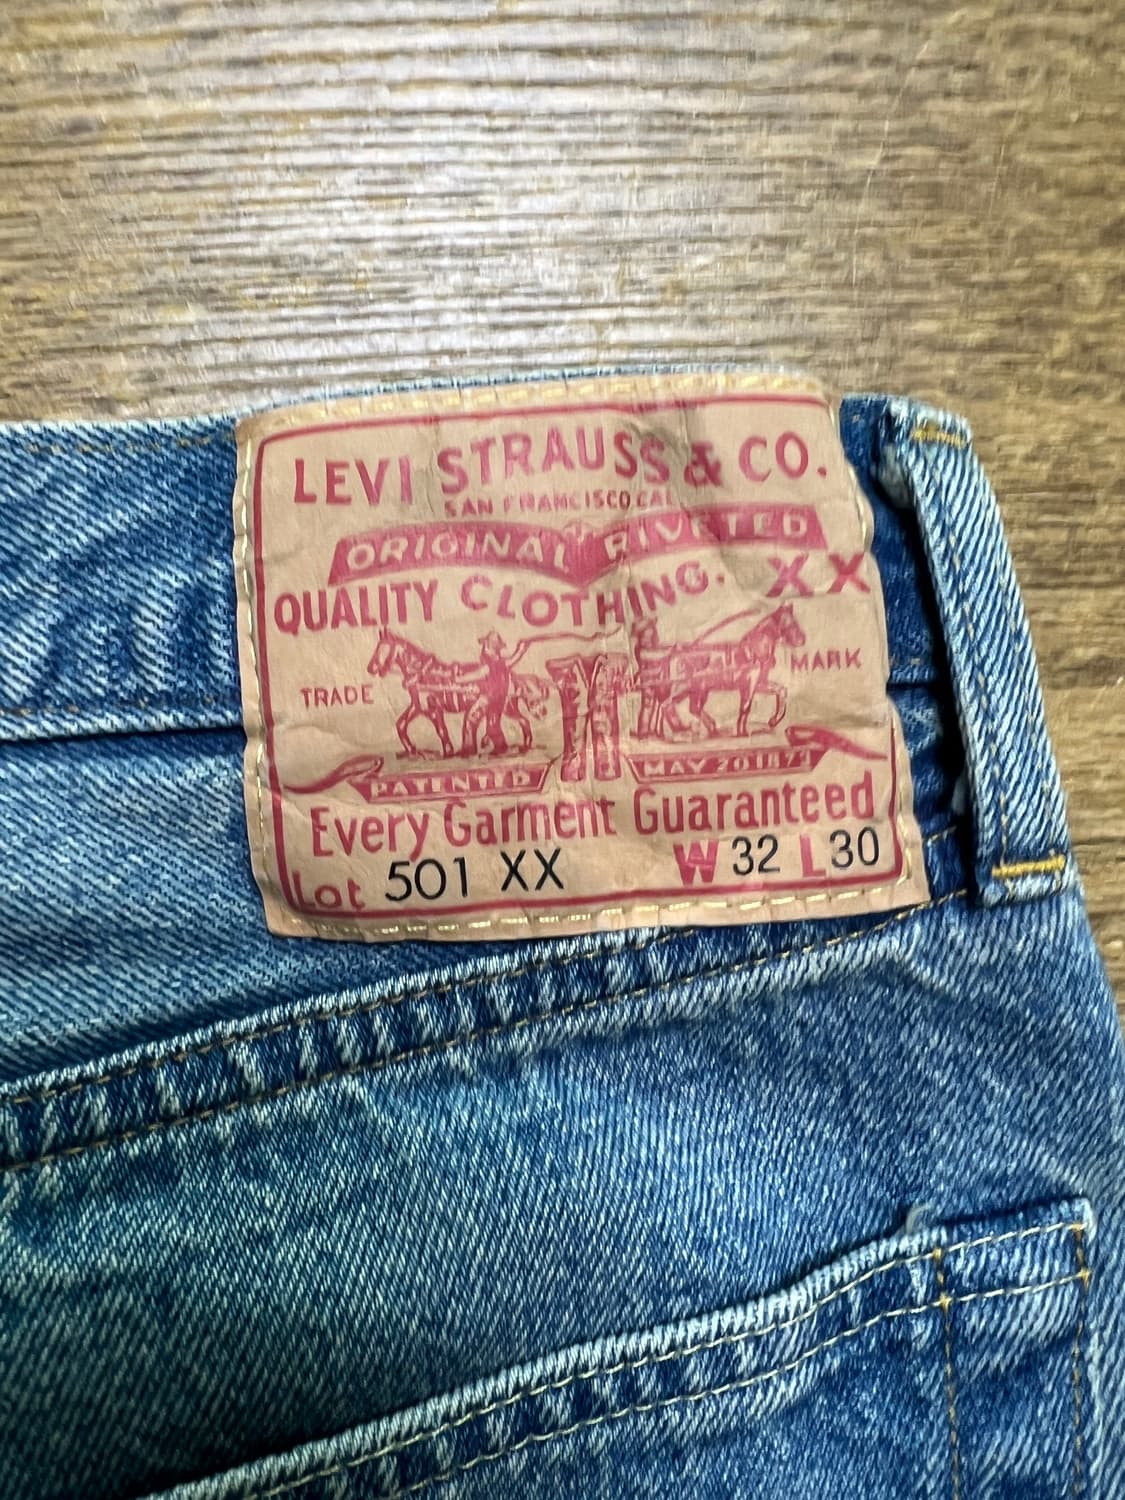 LEVI STRAUSS & CO.
SAN FRANCISCO CAL.
ORIGINAL RIVETED
QUALITY CLOTHING. XX
TRADE MARK
PATENTED MAY 20 1873
Every Garment Guaranteed
Lot 501 XX W 32 L 30